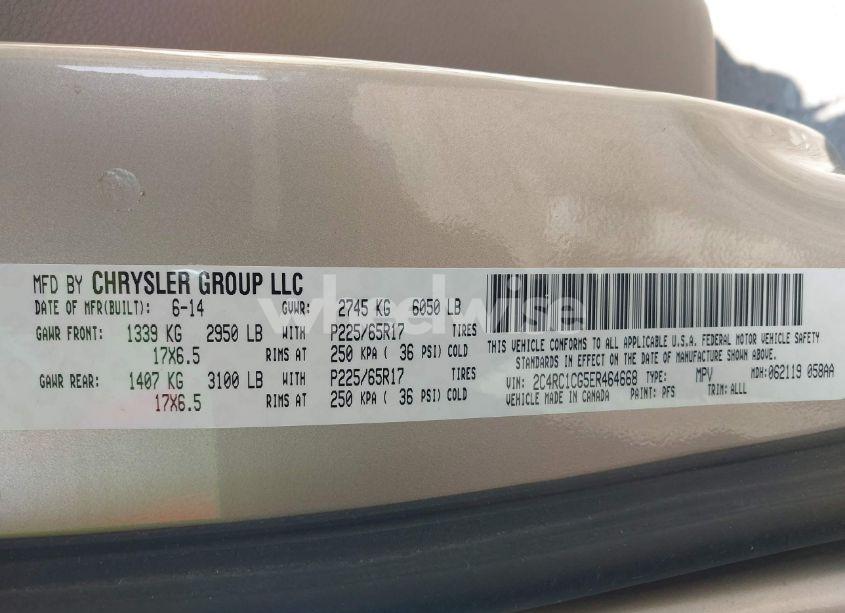 MFD BY CHRYSLER GROUP LLC
DATE OF MFR(BUILT): 6-14 GVWR: 2745 KG 6050 LB
GAWR FRONT: 1339 KG 2950 LB WITH P225/65R17 TIRES
17X6.5 RIMS AT 250 KPA ( 36 PSI) COLD
GAWR REAR: 1407 KG 3100 LB WITH P225/65R17 TIRES
17X6.5 RIMS AT 250 KPA ( 36 PSI) COLD
THIS VEHICLE CONFORMS TO ALL APPLICABLE U.S.A. FEDERAL MOTOR VEHICLE SAFETY
STANDARDS IN EFFECT ON THE DATE OF MANUFACTURE SHOWN ABOVE.
VIN: 2C4RC1CG5ER464668 TYPE: MPV MDH: 062119 058AA
VEHICLE MADE IN CANADA PAINT: PFS TRIM: ALLL
wheelwise